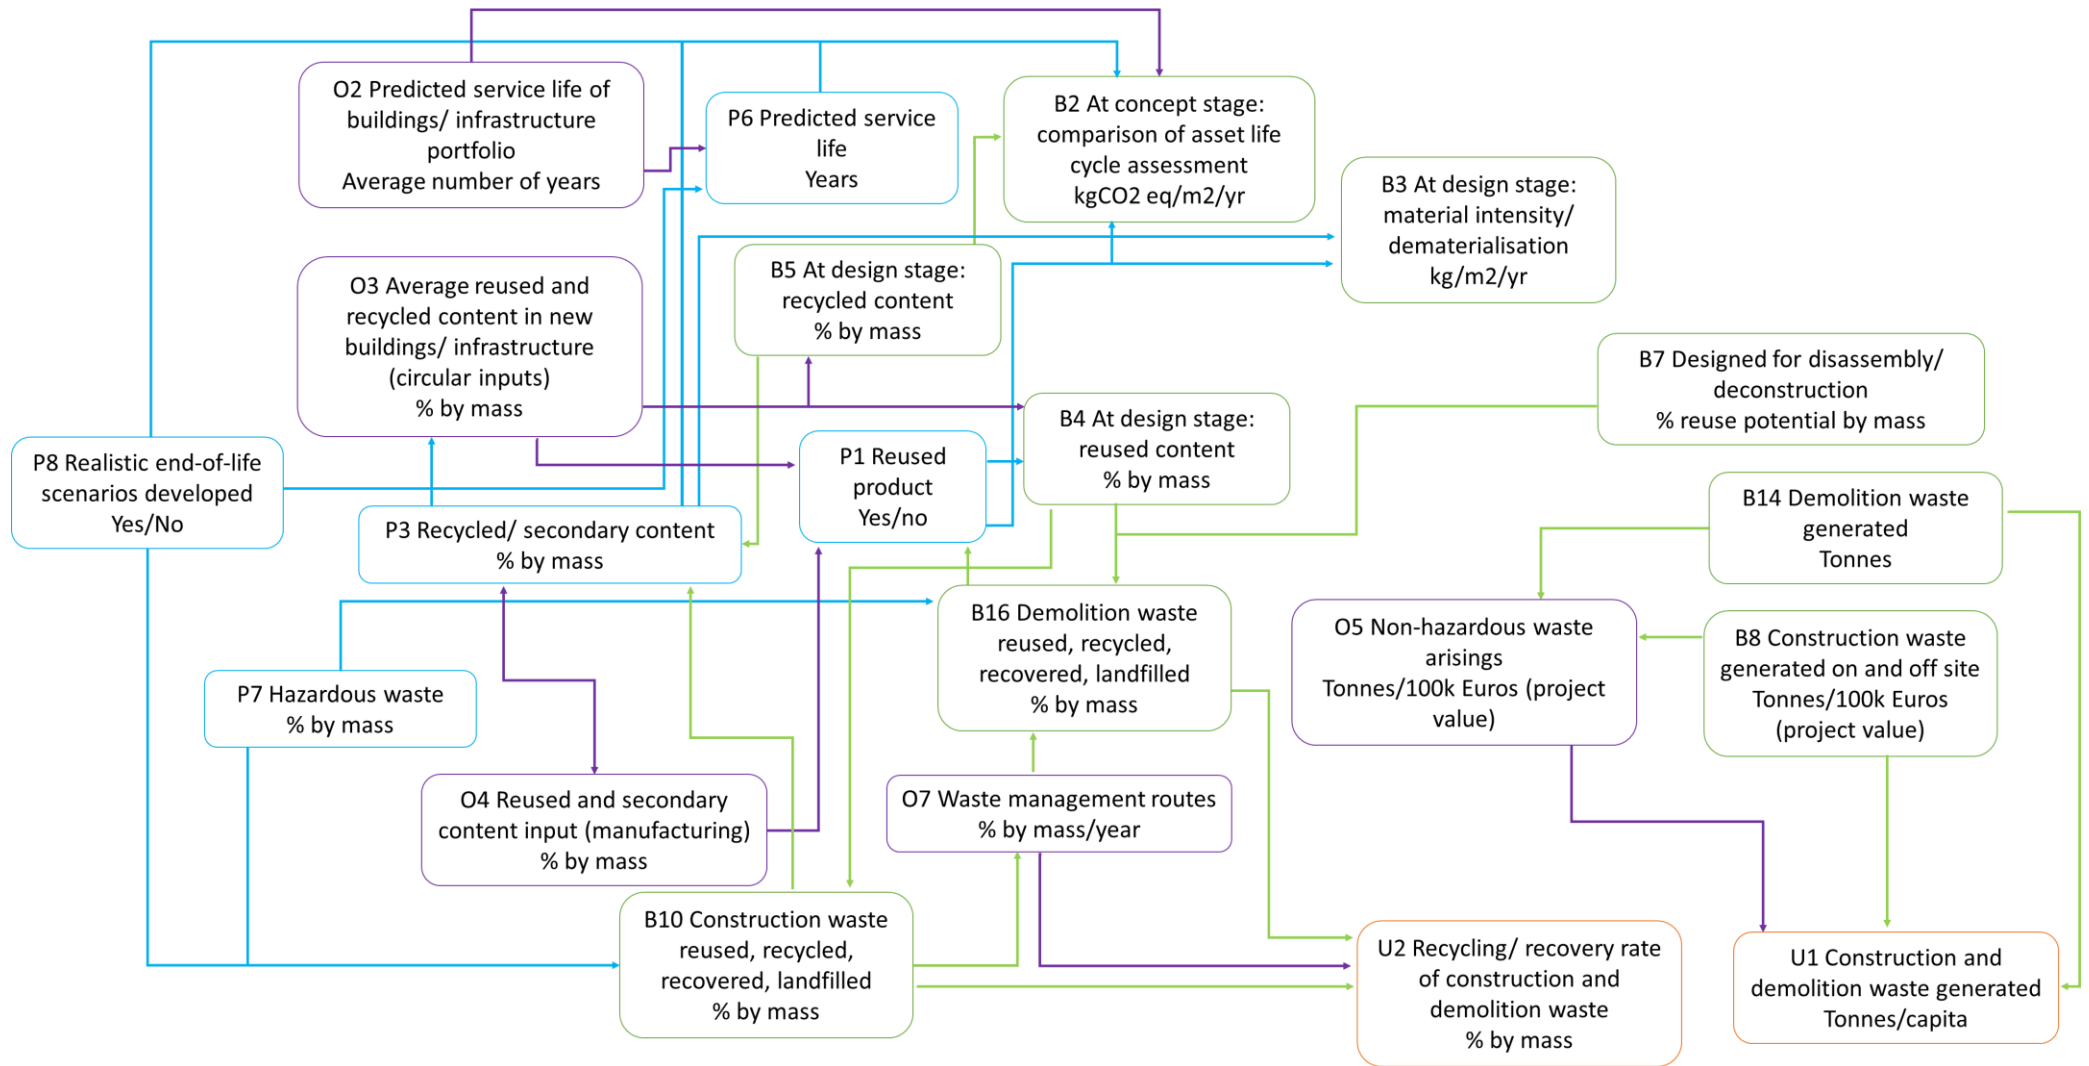 O2 Predicted service life of
buildings/ infrastructure
portfolio
Average number of years
P6 Predicted service
life
Years
B2 At concept stage:
comparison of asset life
cycle assessment
kgCO2 eq/m2/yr
B3 At design stage:
material intensity/
dematerialisation
kg/m2/yr
O3 Average reused and
recycled content in new
buildings/ infrastructure
(circular inputs)
% by mass
B5 At design stage:
recycled content
% by mass
B7 Designed for disassembly/
deconstruction
% reuse potential by mass
B4 At design stage:
reused content
% by mass
P8 Realistic end-of-life
scenarios developed
Yes/No
P1 Reused
product
Yes/no
P3 Recycled/ secondary content
% by mass
B14 Demolition waste
generated
Tonnes
B16 Demolition waste
reused, recycled,
recovered, landfilled
% by mass
O5 Non-hazardous waste
arisings
Tonnes/100k Euros (project
value)
B8 Construction waste
generated on and off site
Tonnes/100k Euros
(project value)
P7 Hazardous waste
% by mass
O4 Reused and secondary
content input (manufacturing)
% by mass
O7 Waste management routes
% by mass/year
B10 Construction waste
reused, recycled,
recovered, landfilled
% by mass
U2 Recycling/ recovery rate
of construction and
demolition waste
% by mass
U1 Construction and
demolition waste generated
Tonnes/capita